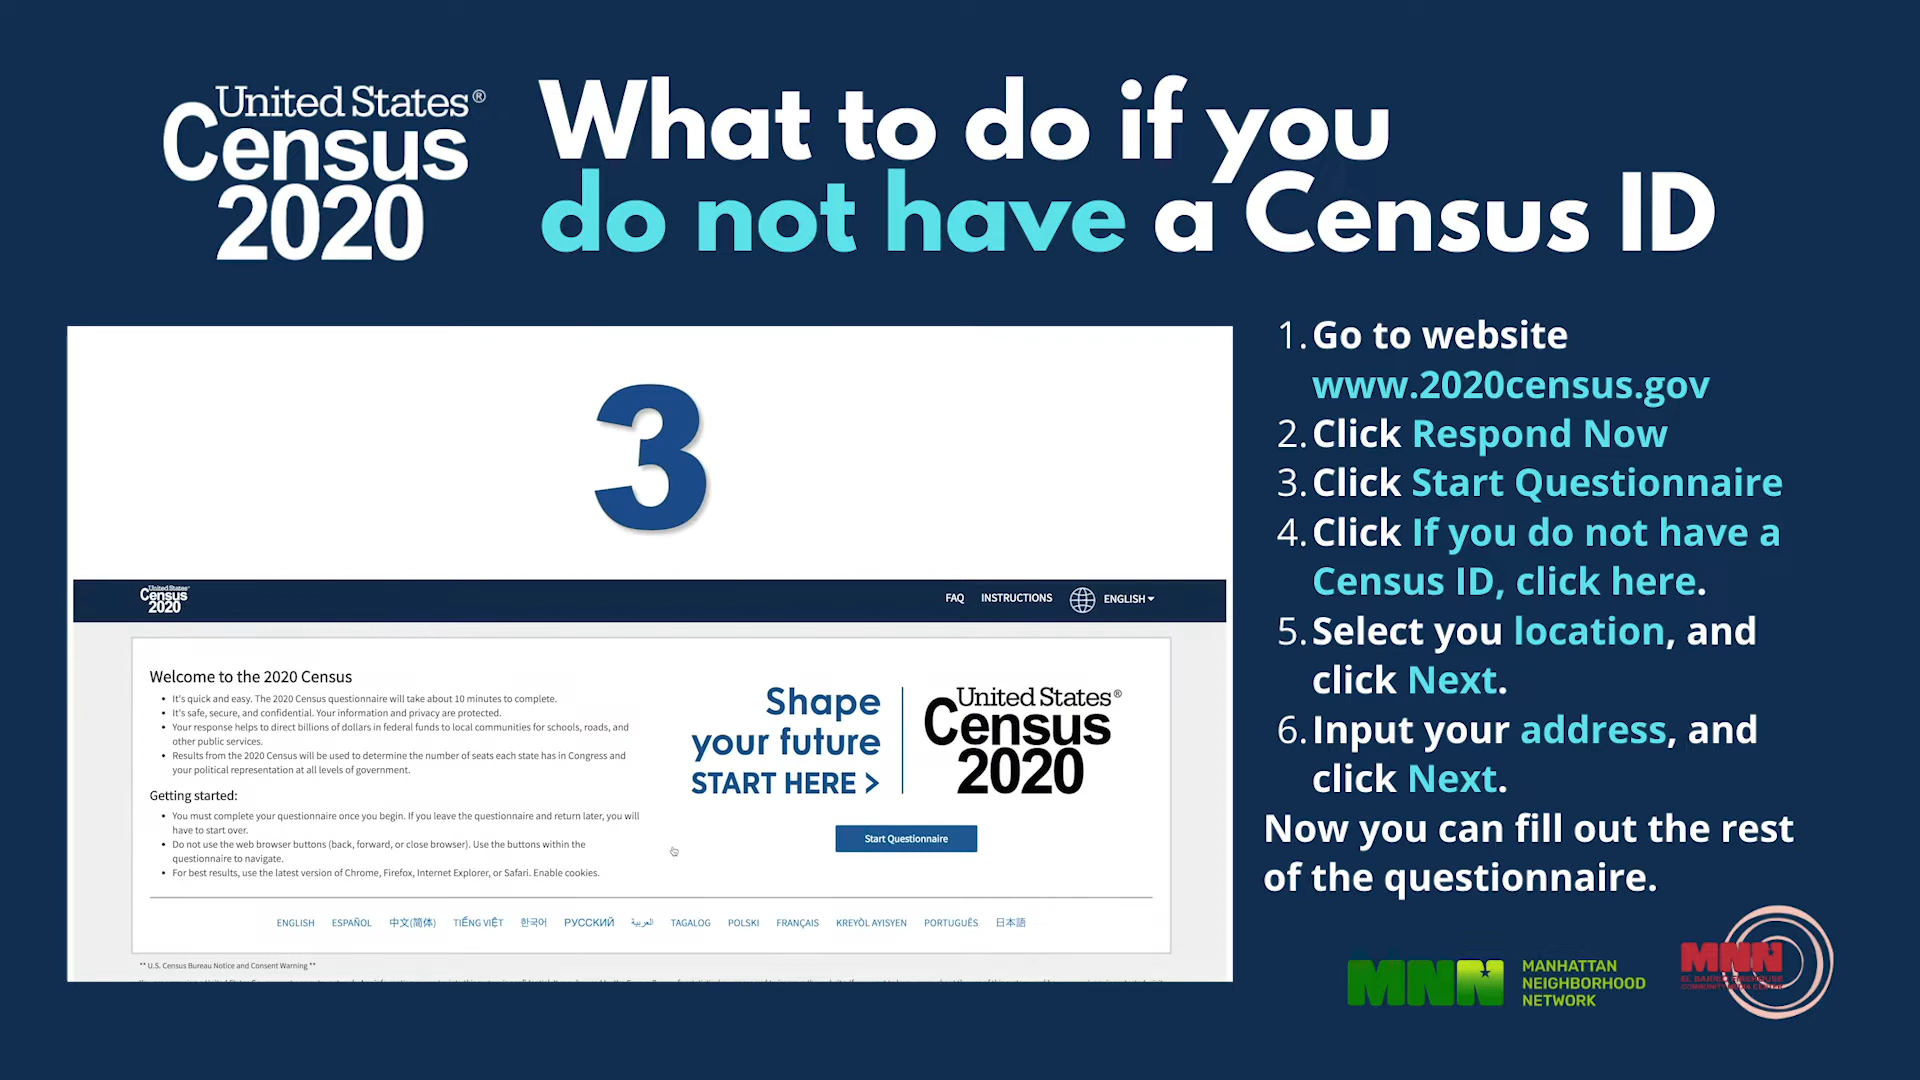 United States®
Census
2020
What to do if you
do not have a Census ID
3
United States®
Census
2020
FAQ INSTRUCTIONS ENGLISH
Welcome to the 2020 Census
• It's quick and easy. The 2020 Census questionnaire will take about 10 minutes to complete.
• It's safe, secure, and confidential. Your information and privacy are protected.
• Your response helps to direct billions of dollars in federal funds to local communities for schools, roads, and
other public services.
• Results from the 2020 Census will be used to determine the number of seats each state has in Congress and
your political representation at all levels of government.
Getting started:
• You must complete your questionnaire once you begin. If you leave the questionnaire and return later, you will
have to start over.
• Do not use the web browser buttons (back, forward, or close browser). Use the buttons within the
questionnaire to navigate.
• For best results, use the latest version of Chrome, Firefox, Internet Explorer, or Safari. Enable cookies.
Shape
your future
START HERE >
United States®
Census
2020
Start Questionnaire
ENGLISH ESPAÑOL 中文(简体) TIẾNG VIỆT 한국어 РУССКИЙ العربية TAGALOG POLSKI FRANÇAIS KREYÒL AYISYEN PORTUGUÊS 日本語
** U.S. Census Bureau Notice and Consent Warning **
1. Go to website
www.2020census.gov
2. Click Respond Now
3. Click Start Questionnaire
4. Click If you do not have a
Census ID, click here.
5. Select you location, and
click Next.
6. Input your address, and
click Next.
Now you can fill out the rest
of the questionnaire.
MNN
MANHATTAN
NEIGHBORHOOD
NETWORK
MNN
EL BARRIO FIREHOUSE
COMMUNITY MEDIA CENTER